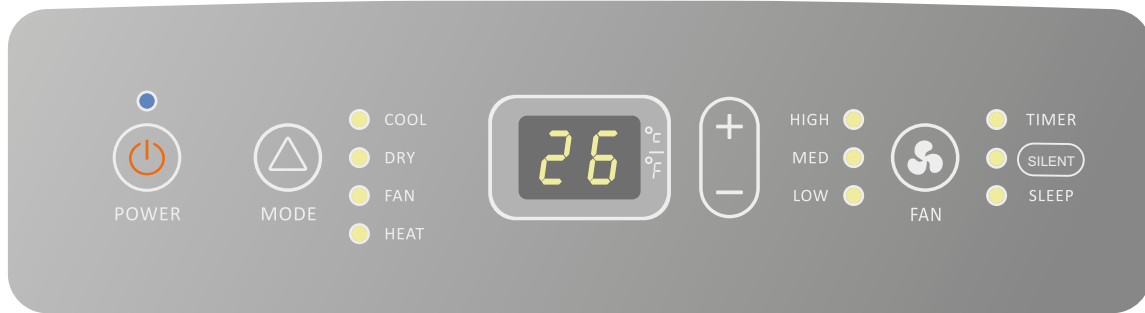 POWER
MODE
COOL
DRY
FAN
HEAT
26
°C
°F
+
−
HIGH
MED
LOW
FAN
TIMER
SILENT
SLEEP